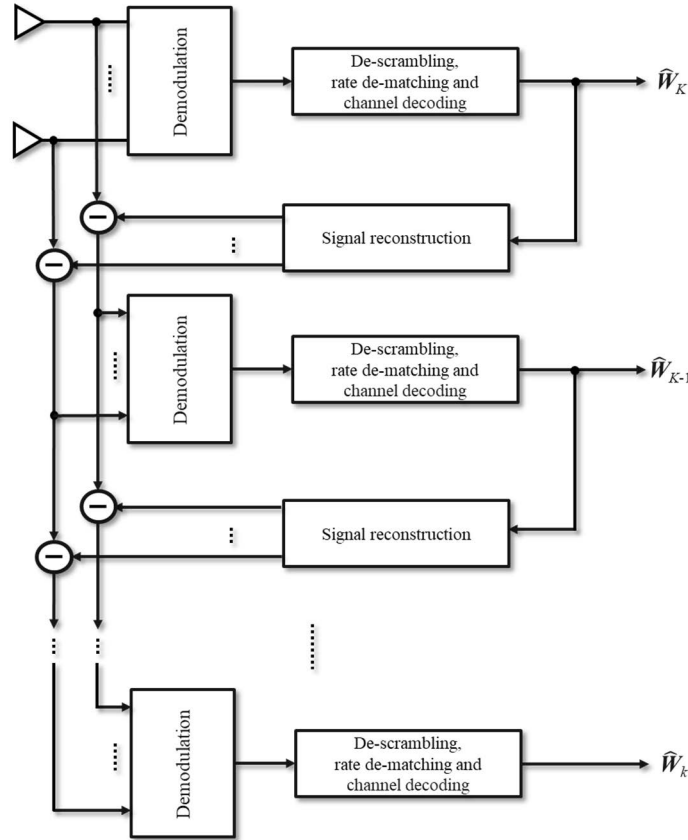 Demodulation
De-scrambling,
rate de-matching and
channel decoding
Ŵ_K
Signal reconstruction
Demodulation
De-scrambling,
rate de-matching and
channel decoding
Ŵ_K-1
Signal reconstruction
Demodulation
De-scrambling,
rate de-matching and
channel decoding
Ŵ_k